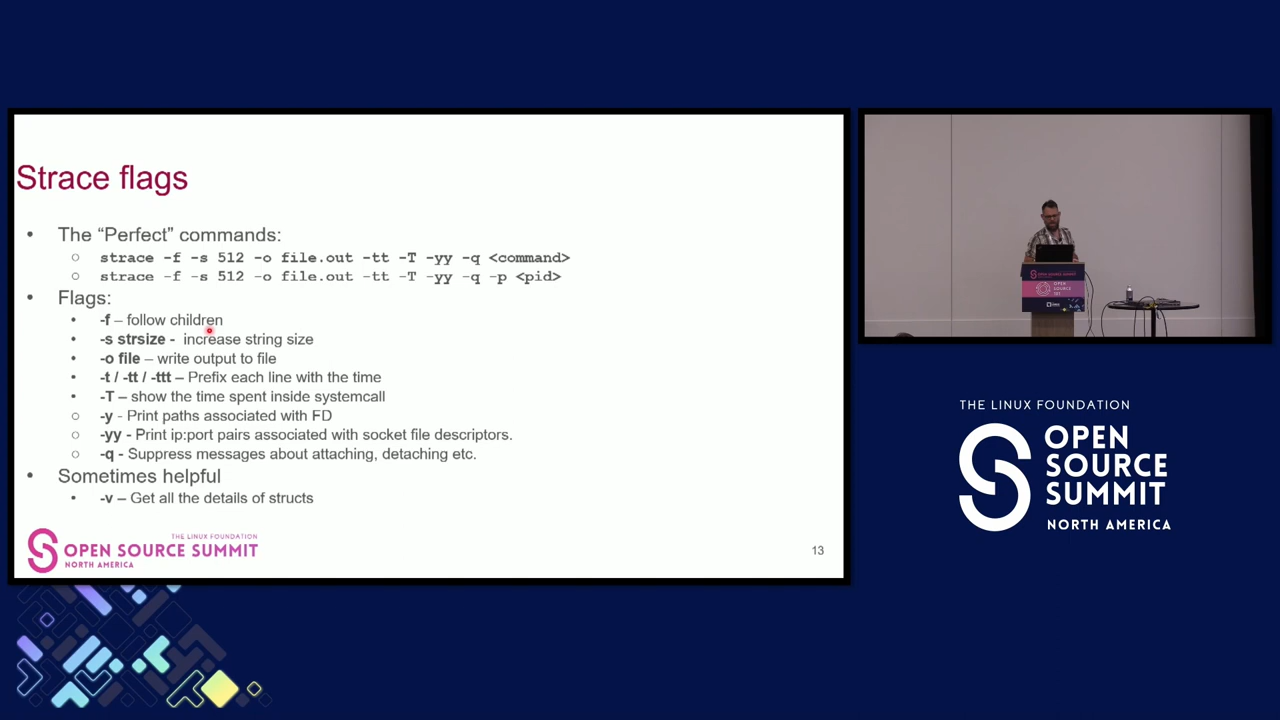 Strace flags
• The “Perfect” commands:
○ strace -f -s 512 -o file.out -tt -T -yy -q <command>
○ strace -f -s 512 -o file.out -tt -T -yy -q -p <pid>
• Flags:
• -f – follow children
• -s strsize - increase string size
• -o file – write output to file
• -t / -tt / -ttt – Prefix each line with the time
• -T – show the time spent inside systemcall
○ -y - Print paths associated with FD
○ -yy - Print ip:port pairs associated with socket file descriptors.
○ -q - Suppress messages about attaching, detaching etc.
• Sometimes helpful
• -v – Get all the details of structs
THE LINUX FOUNDATION
OPEN SOURCE SUMMIT
NORTH AMERICA
13
OPEN SOURCE SUMMIT
THE LINUX FOUNDATION
OPEN
SOURCE
SUMMIT
NORTH AMERICA